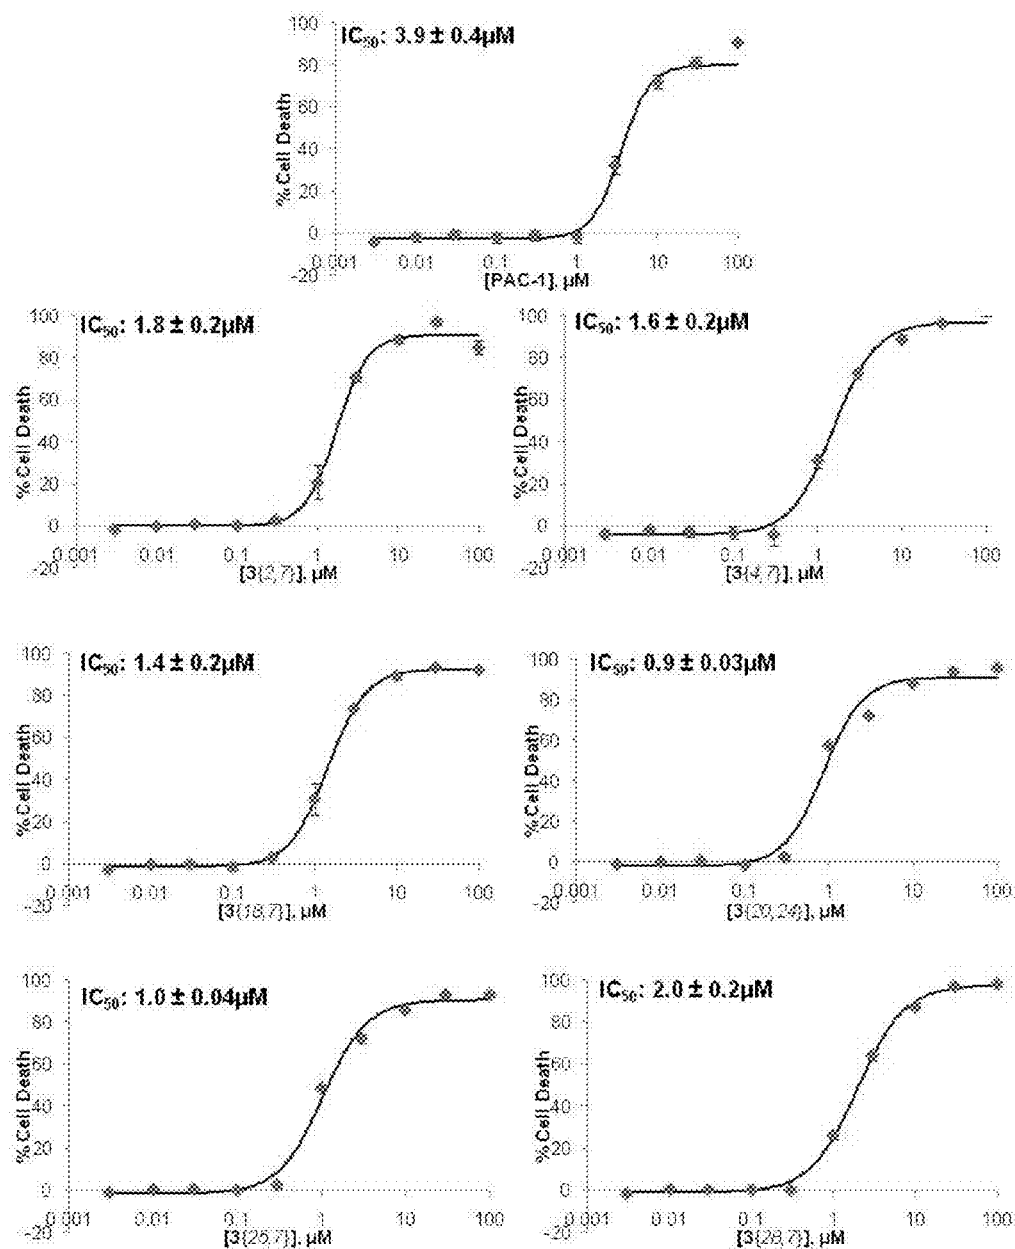 IC50: 3.9 ± 0.4µM
% Cell Death
100
80
60
40
20
0
-20
0.001 0.01 0.1 1 10 100
[PAC-1], µM
IC50: 1.8 ± 0.2µM
% Cell Death
100
80
60
40
20
0
-20
0.001 0.01 0.1 1 10 100
[3{2,7}], µM
IC50: 1.6 ± 0.2µM
% Cell Death
100
80
60
40
20
0
-20
0.001 0.01 0.1 1 10 100
[3{4,7}], µM
IC50: 1.4 ± 0.2µM
% Cell Death
100
80
60
40
20
0
-20
0.001 0.01 0.1 1 10 100
[3{18,7}], µM
IC50: 0.9 ± 0.03µM
% Cell Death
100
80
60
40
20
0
-20
0.001 0.01 0.1 1 10 100
[3{20,24}], µM
IC50: 1.0 ± 0.04µM
% Cell Death
100
80
60
40
20
0
-20
0.001 0.01 0.1 1 10 100
[3{25,7}], µM
IC50: 2.0 ± 0.2µM
% Cell Death
100
80
60
40
20
0
-20
0.001 0.01 0.1 1 10 100
[3{28,7}], µM